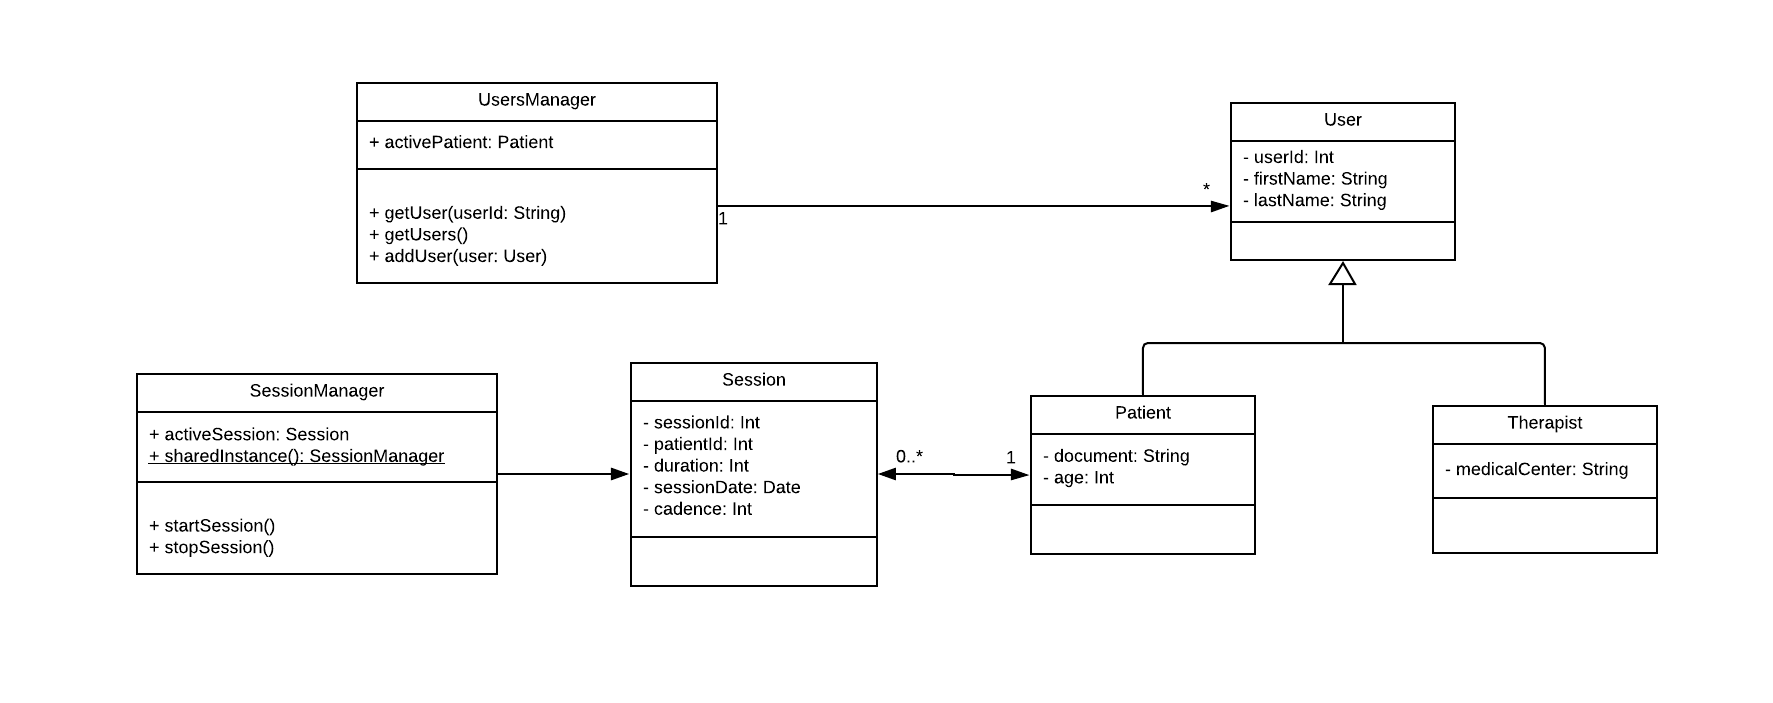 UsersManager
+ activePatient: Patient
+ getUser(userId: String)
+ getUsers()
+ addUser(user: User)
1
*
User
- userId: Int
- firstName: String
- lastName: String
SessionManager
+ activeSession: Session
+ sharedInstance(): SessionManager
+ startSession()
+ stopSession()
Session
- sessionId: Int
- patientId: Int
- duration: Int
- sessionDate: Date
- cadence: Int
0..*
1
Patient
- document: String
- age: Int
Therapist
- medicalCenter: String